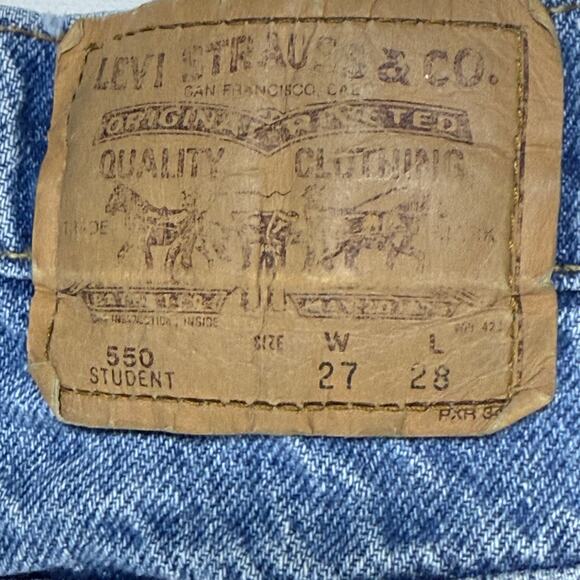 LEVI STRAUSS & CO.
SAN FRANCISCO, CAL.
ORIGINAL RIVETED
QUALITY CLOTHING
TRADE MARK
SIZE W L
550 STUDENT 27 28